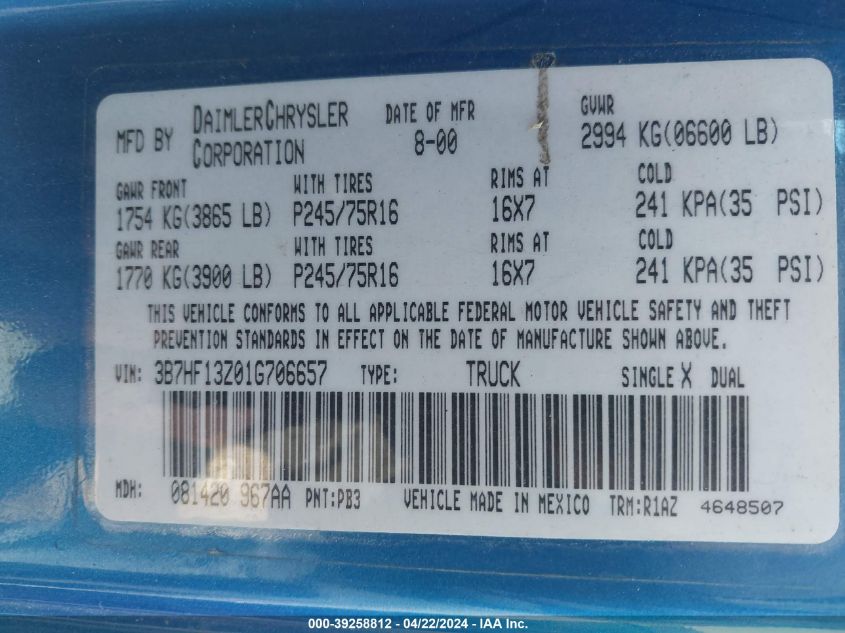 MFD BY DAIMLERCHRYSLER CORPORATION DATE OF MFR 8-00 GVWR 2994 KG(06600 LB)
GAWR FRONT WITH TIRES RIMS AT COLD
1754 KG(3865 LB) P245/75R16 16X7 241 KPA(35 PSI)
GAWR REAR WITH TIRES RIMS AT COLD
1770 KG(3900 LB) P245/75R16 16X7 241 KPA(35 PSI)
THIS VEHICLE CONFORMS TO ALL APPLICABLE FEDERAL MOTOR VEHICLE SAFETY AND THEFT
PREVENTION STANDARDS IN EFFECT ON THE DATE OF MANUFACTURE SHOWN ABOVE.
VIN: 3B7HF13Z01G706657 TYPE: TRUCK SINGLE X DUAL
MDH: 081420 967AA PNT:PB3 VEHICLE MADE IN MEXICO TRM:R1AZ 4648507
000-39258812 - 04/22/2024 - IAA Inc.